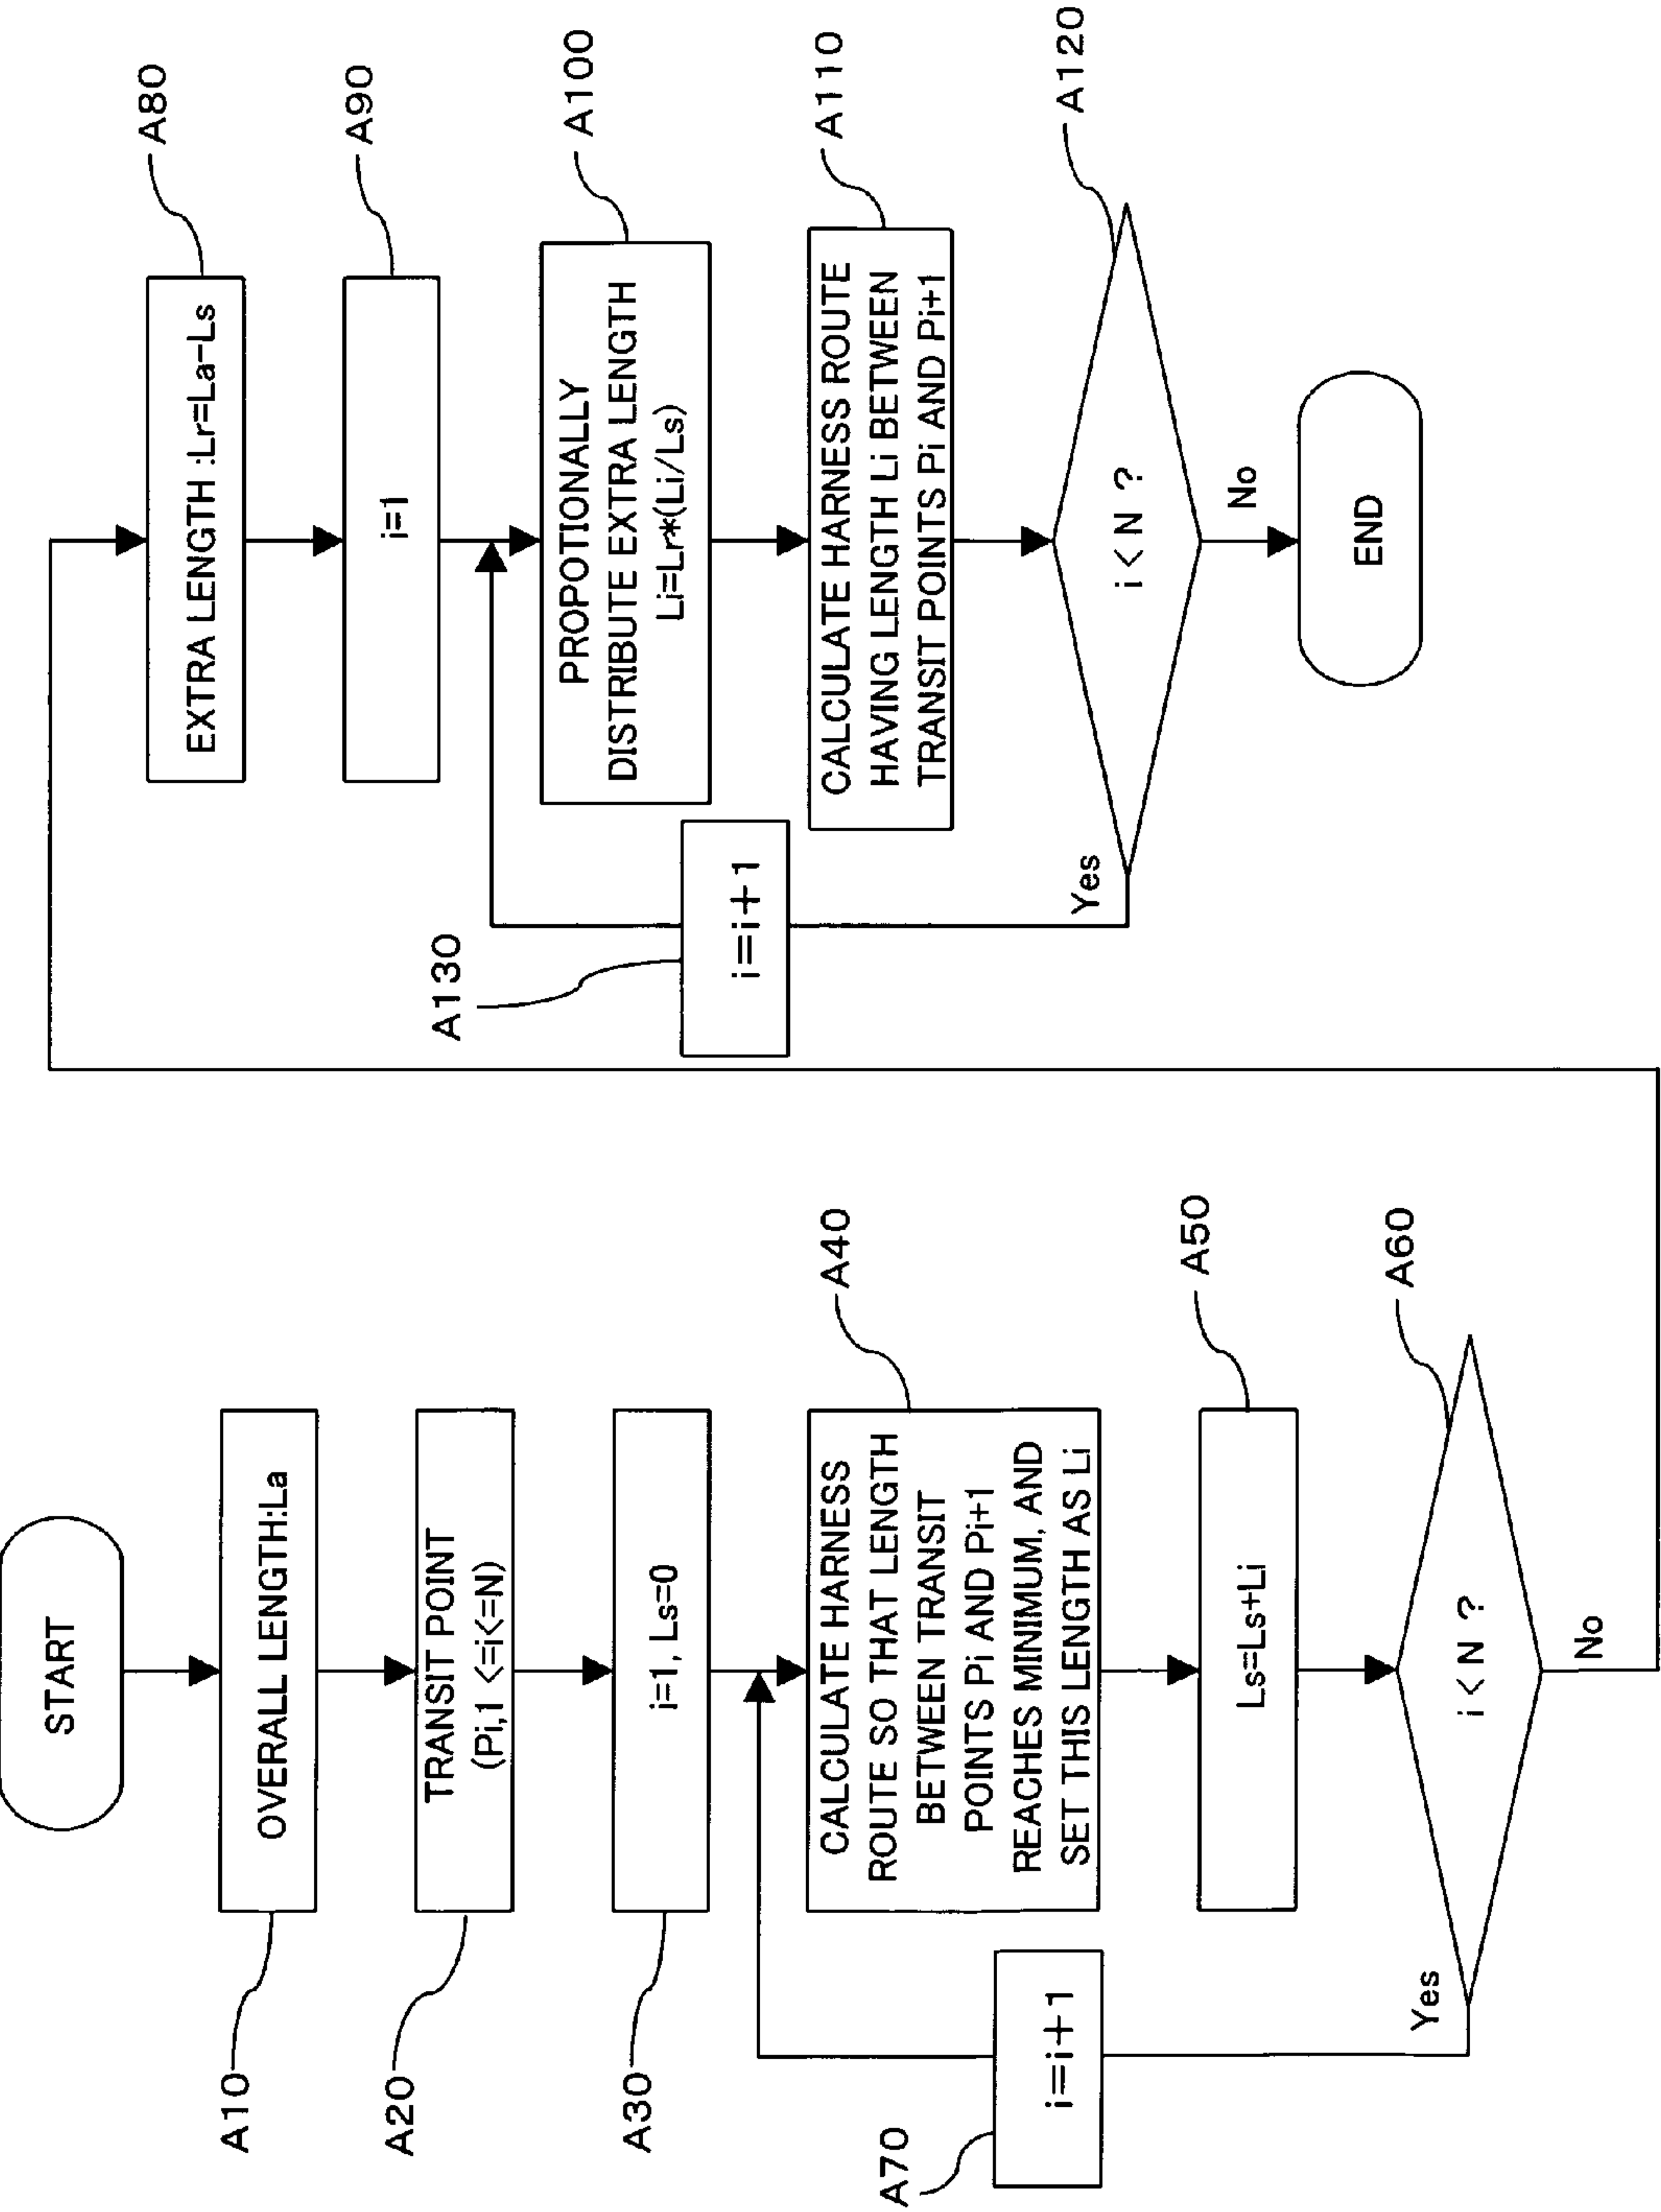 START
A10
OVERALL LENGTH:La
A20
TRANSIT POINT
(Pi,1 <=i<=N)
A30
i=1, Ls=0
A40
CALCULATE HARNESS
ROUTE SO THAT LENGTH
BETWEEN TRANSIT
POINTS Pi AND Pi+1
REACHES MINIMUM, AND
SET THIS LENGTH AS Li
A50
Ls=Ls+Li
A60
i < N ?
Yes
No
A70
i=i+1
A80
EXTRA LENGTH :Lr=La-Ls
A90
i=1
A100
PROPOTIONALLY
DISTRIBUTE EXTRA LENGTH
Li=Lr*(Li/Ls)
A110
CALCULATE HARNESS ROUTE
HAVING LENGTH Li BETWEEN
TRANSIT POINTS Pi AND Pi+1
A120
i < N ?
Yes
No
A130
i=i+1
END